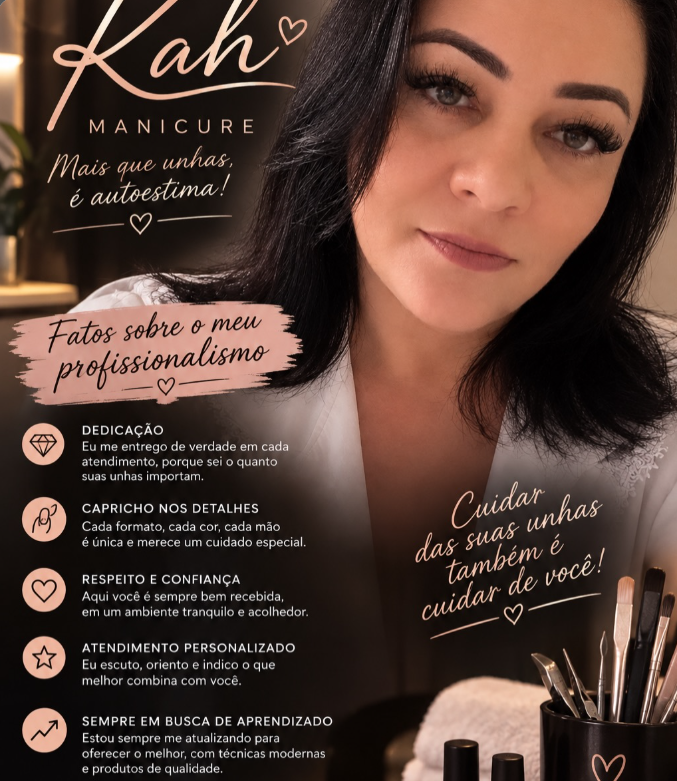 Kah
MANICURE
Mais que unhas,
é autoestima!
Fatos sobre o meu
profissionalismo
DEDICAÇÃO
Eu me entrego de verdade em cada
atendimento, porque sei o quanto
suas unhas importam.
CAPRICHO NOS DETALHES
Cada formato, cada cor, cada mão
é única e merece um cuidado especial.
RESPEITO E CONFIANÇA
Aqui você é sempre bem recebida,
em um ambiente tranquilo e acolhedor.
ATENDIMENTO PERSONALIZADO
Eu escuto, oriento e indico o que
melhor combina com você.
SEMPRE EM BUSCA DE APRENDIZADO
Estou sempre me atualizando para
oferecer o melhor, com técnicas modernas
e produtos de qualidade.
Cuidar
das suas unhas
também é
cuidar de você!